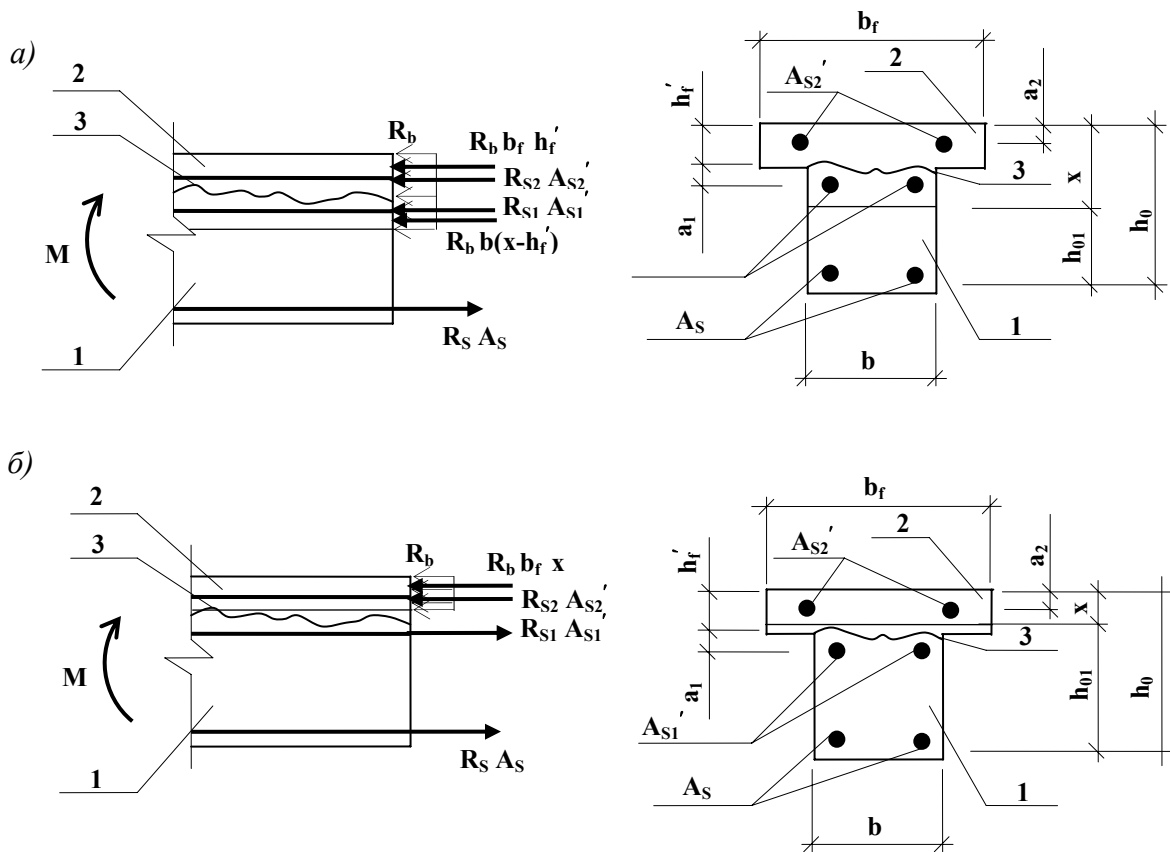 а)
2
3
R_b
R_b b_f h_f'
R_S2 A_S2'
R_S1 A_S1'
R_b b(x-h_f')
M
1
R_S A_S
b_f
A_S2'
2
a_2
h_f'
3
x
a_1
h_01
h_0
A_S
1
b
б)
2
3
R_b
R_b b_f x
R_S2 A_S2'
R_S1 A_S1'
M
1
R_S A_S
b_f
A_S2'
2
a_2
h_f'
x
3
a_1
h_01
h_0
A_S1'
A_S
1
b